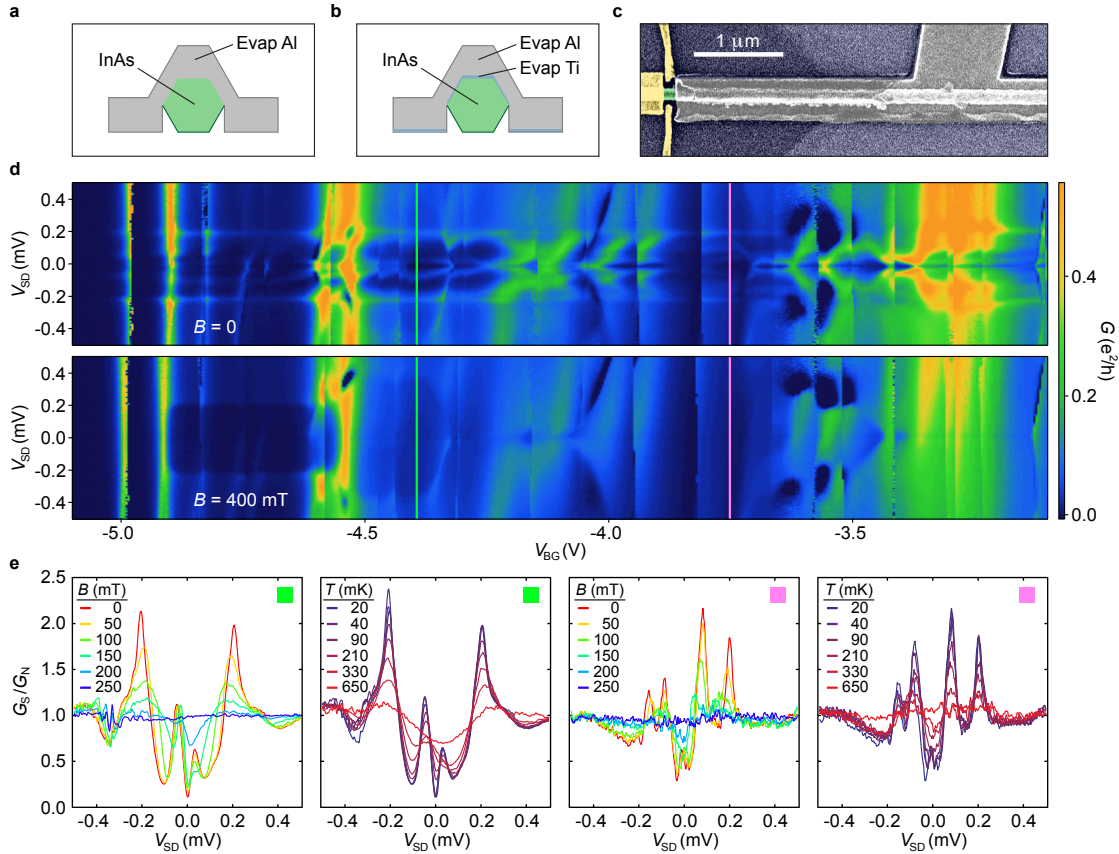 a
InAs
Evap Al
b
InAs
Evap Al
Evap Ti
c
1 µm
d
V_SD (mV)
0.4
0.2
0.0
-0.2
-0.4
B = 0
V_SD (mV)
0.4
0.2
0.0
-0.2
-0.4
B = 400 mT
-5.0 -4.5 -4.0 -3.5
V_BG (V)
0.4
0.2
0.0
G (e²/h)
e
G_S/G_N
2.5
2.0
1.5
1.0
0.5
0.0
B (mT)
0
50
100
150
200
250
-0.4 -0.2 0.0 0.2 0.4
V_SD (mV)
T (mK)
20
40
90
210
330
650
-0.4 -0.2 0.0 0.2 0.4
V_SD (mV)
B (mT)
0
50
100
150
200
250
-0.4 -0.2 0.0 0.2 0.4
V_SD (mV)
T (mK)
20
40
90
210
330
650
-0.4 -0.2 0.0 0.2 0.4
V_SD (mV)